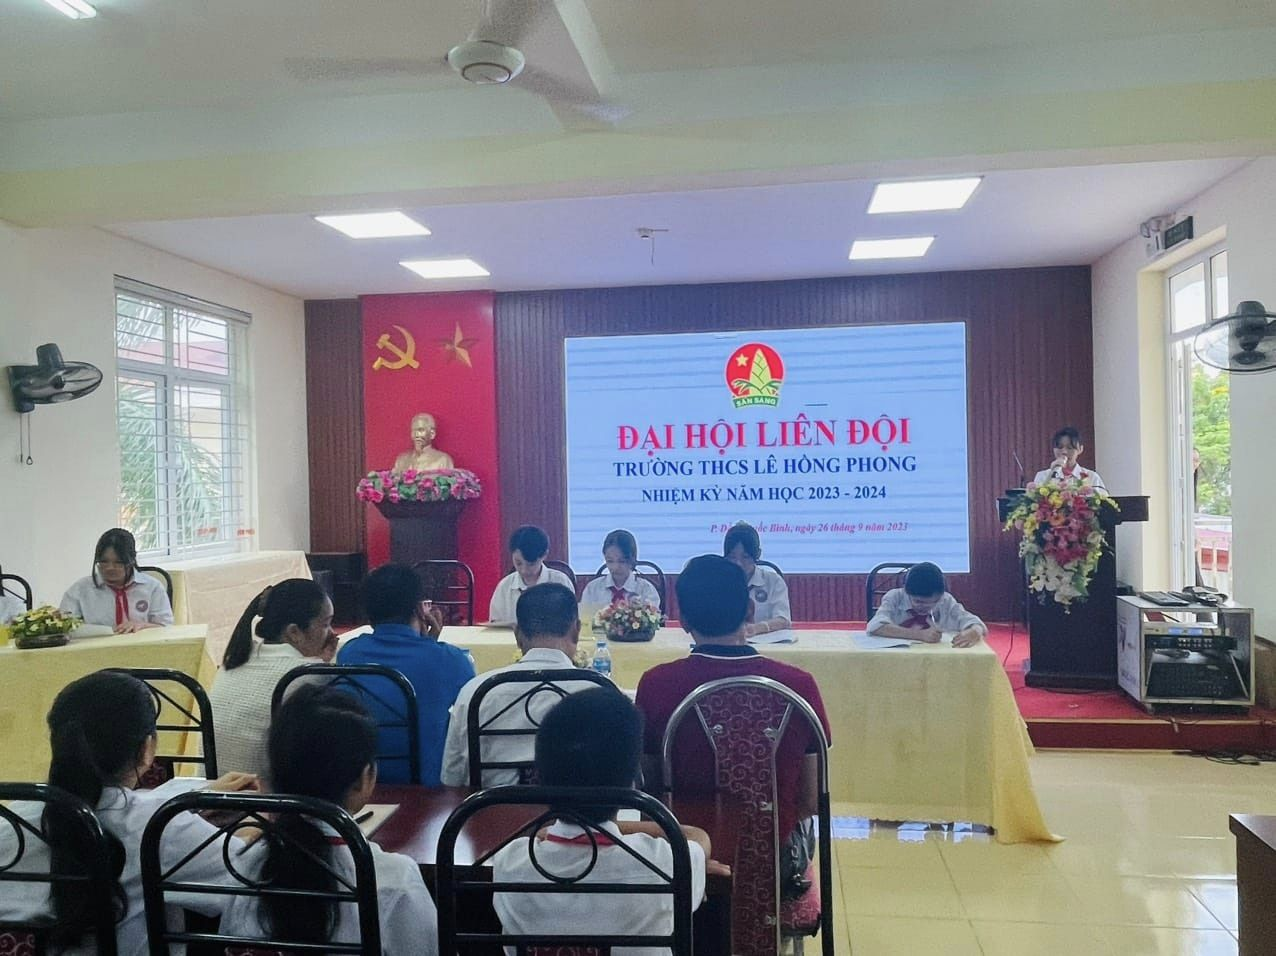 SẴN SÀNG
ĐẠI HỘI LIÊN ĐỘI
TRƯỜNG THCS LÊ HỒNG PHONG
NHIỆM KỲ NĂM HỌC 2023 - 2024
Bình, ngày 26 tháng 9 năm 2023